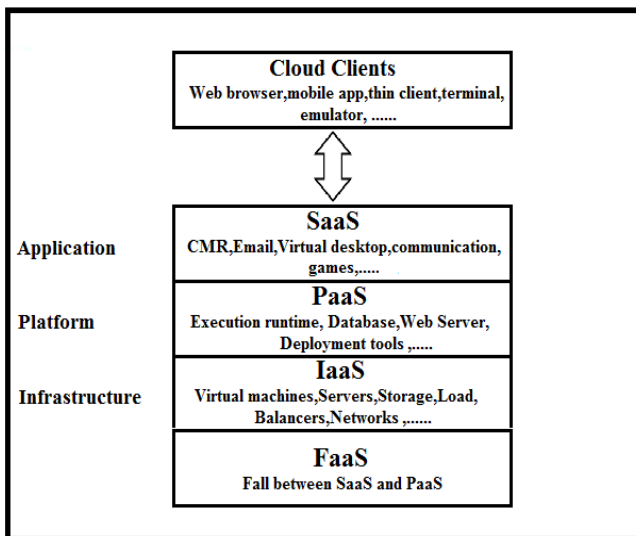 Cloud Clients
Web browser,mobile app,thin client,terminal,
emulator, ......
SaaS
Application
CMR,Email,Virtual desktop,communication,
games,.....
PaaS
Platform
Execution runtime, Database,Web Server,
Deployment tools ,.....
IaaS
Infrastructure
Virtual machines,Servers,Storage,Load,
Balancers,Networks ,......
FaaS
Fall between SaaS and PaaS